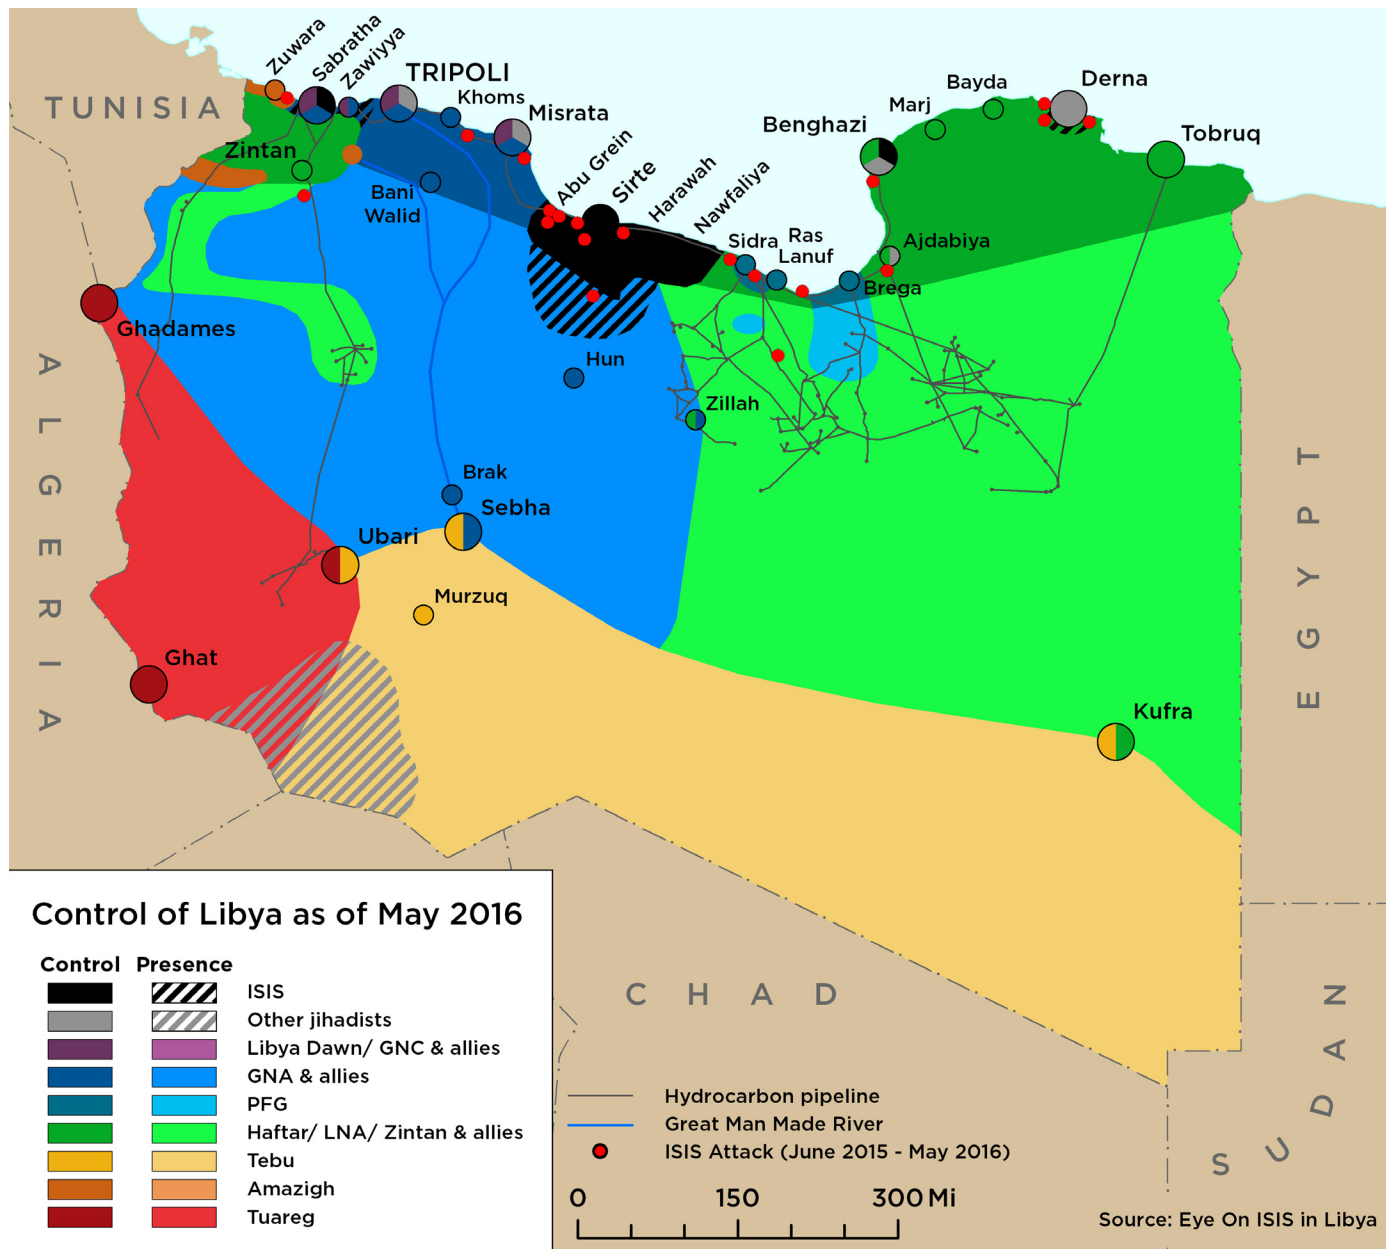 Zuwara
Sabratha
Zawiyya
TRIPOLI
Khoms
Misrata
TUNISIA
Zintan
Bani
Walid
Abu Grein
Sirte
Harawah
Nawfaliya
Sidra
Ras
Lanuf
Brega
Ajdabiya
Benghazi
Marj
Bayda
Derna
Tobruq
Ghadames
Hun
Zillah
Brak
Sebha
Ubari
Murzuq
Ghat
Kufra
ALGERIA
EGYPT
CHAD
SUDAN
Control of Libya as of May 2016
Control Presence
ISIS
Other jihadists
Libya Dawn/ GNC & allies
GNA & allies
PFG
Haftar/ LNA/ Zintan & allies
Tebu
Amazigh
Tuareg
Hydrocarbon pipeline
Great Man Made River
ISIS Attack (June 2015 - May 2016)
0 150 300 Mi
Source: Eye On ISIS in Libya